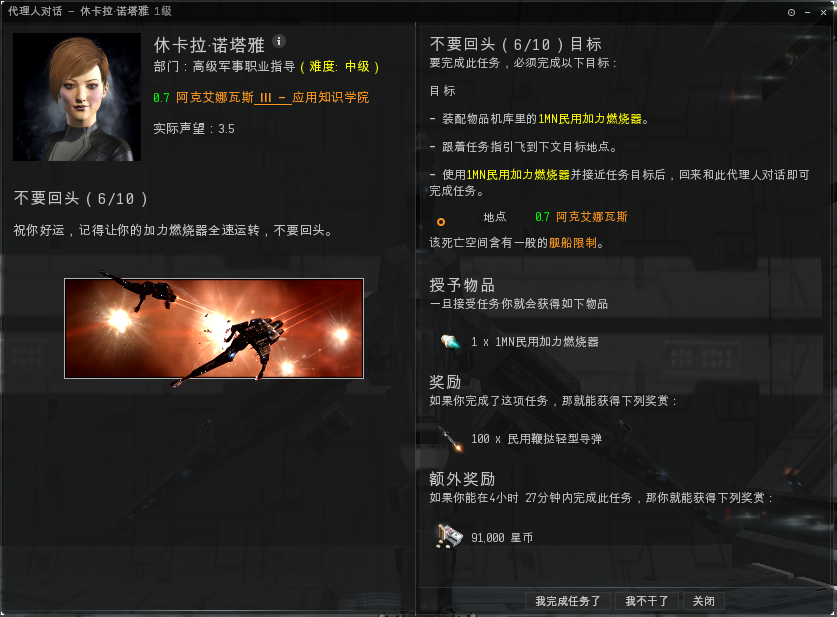 代理人对话 - 休卡拉·诺塔雅 1级
休卡拉·诺塔雅
部门：高级军事职业指导 ( 难度: 中级 )
0.7 阿克艾娜瓦斯 III - 应用知识学院
实际声望：3.5
不要回头 ( 6/10 )
祝你好运，记得让你的加力燃烧器全速运转，不要回头。
不要回头 ( 6/10 ) 目标
要完成此任务，必须完成以下目标：
目标
- 装配物品机库里的1MN民用加力燃烧器。
- 跟着任务指引飞到下文目标地点。
- 使用1MN民用加力燃烧器并接近任务目标后，回来和此代理人对话即可
完成任务。
地点 0.7 阿克艾娜瓦斯
该死亡空间含有一般的舰船限制。
授予物品
一旦接受任务你就会获得如下物品
1 x 1MN民用加力燃烧器
奖励
如果你完成了这项任务，那就能获得下列奖赏：
100 x 民用鞭挞轻型导弹
额外奖励
如果你能在4小时 27分钟内完成此任务，那你就能获得下列奖赏：
91,000 星币
我完成任务了 我不干了 关闭